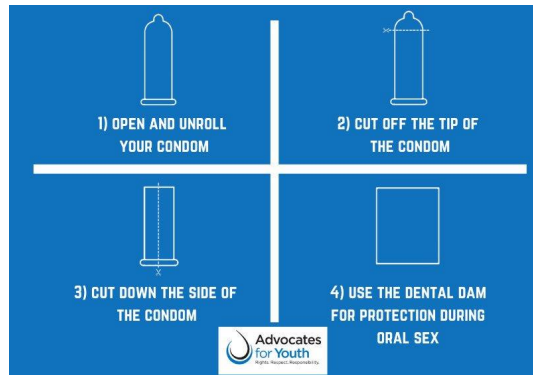 1) OPEN AND UNROLL
YOUR CONDOM
2) CUT OFF THE TIP OF
THE CONDOM
3) CUT DOWN THE SIDE OF
THE CONDOM
4) USE THE DENTAL DAM
FOR PROTECTION DURING
ORAL SEX
Advocates
for Youth
Rights. Respect. Responsibility.